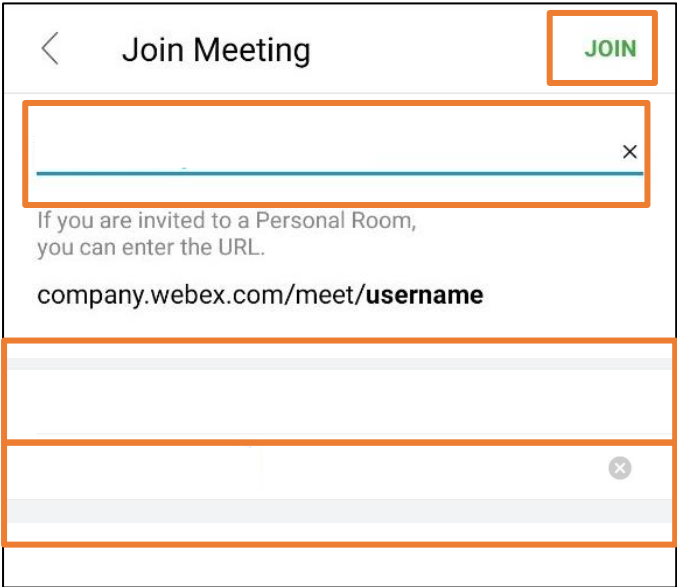 Join Meeting JOIN
If you are invited to a Personal Room,
you can enter the URL.
company.webex.com/meet/username